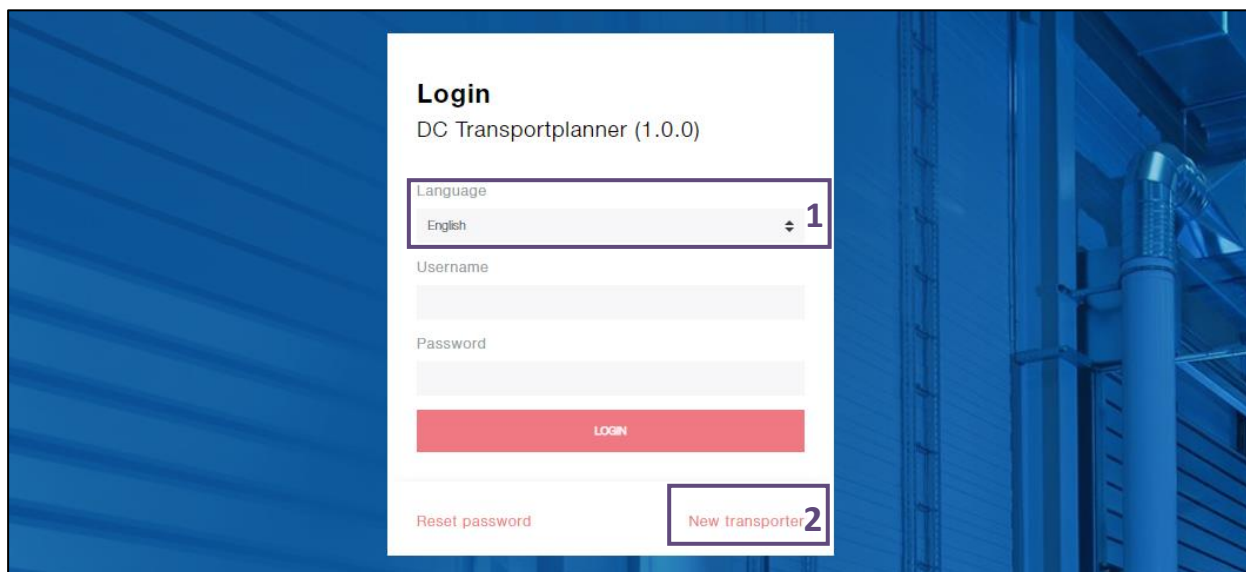 Login
DC Transportplanner (1.0.0)
Language
English
1
Username
Password
LOGIN
Reset password
New transporter
2